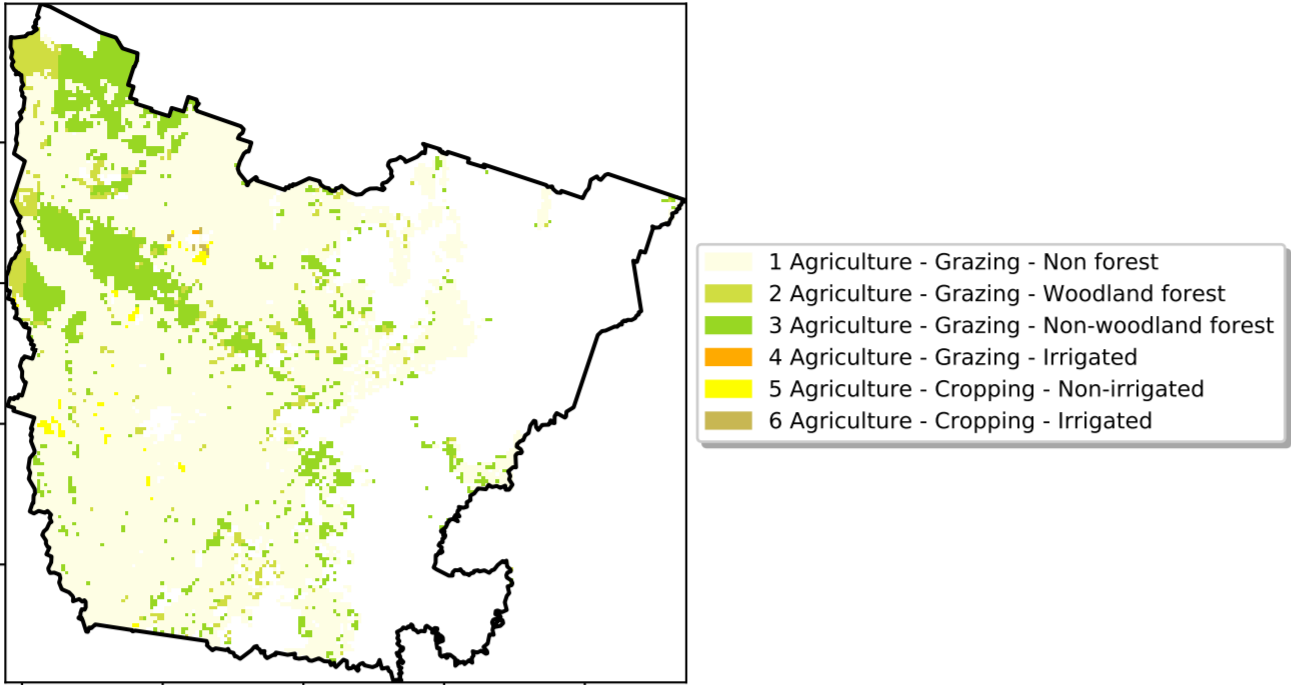 1 Agriculture - Grazing - Non forest
2 Agriculture - Grazing - Woodland forest
3 Agriculture - Grazing - Non-woodland forest
4 Agriculture - Grazing - Irrigated
5 Agriculture - Cropping - Non-irrigated
6 Agriculture - Cropping - Irrigated